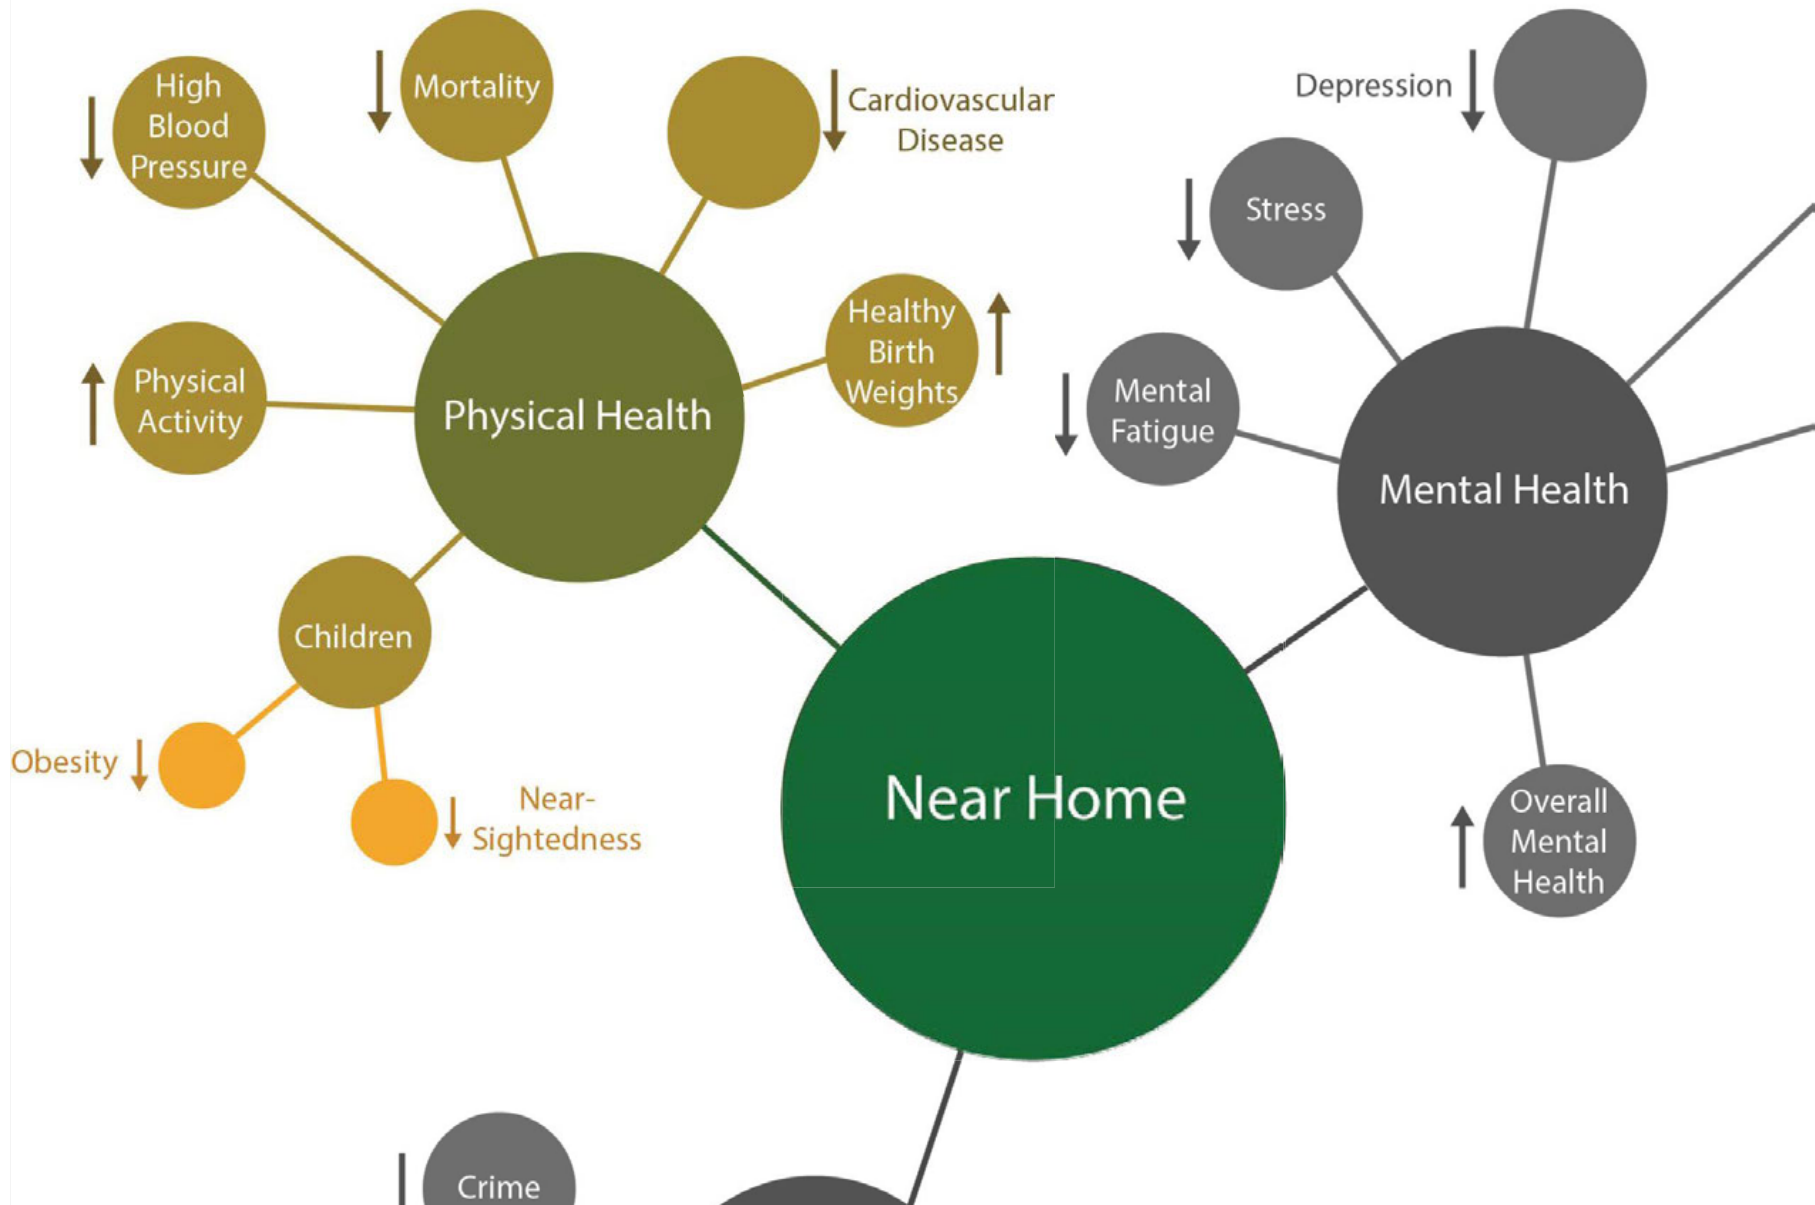 High
Blood
Pressure
Mortality
Cardiovascular
Disease
Depression
Stress
Healthy
Birth
Weights
Physical
Activity
Physical Health
Mental
Fatigue
Mental Health
Children
Obesity
Near-
Sightedness
Near Home
Overall
Mental
Health
Crime